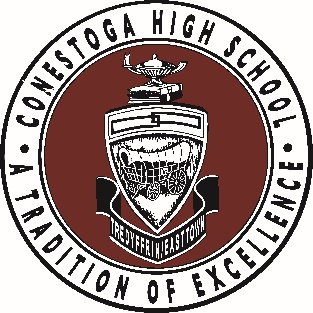 • CONESTOGA HIGH SCHOOL •
A TRADITION OF EXCELLENCE
TREDYFFRIN/EASTTOWN